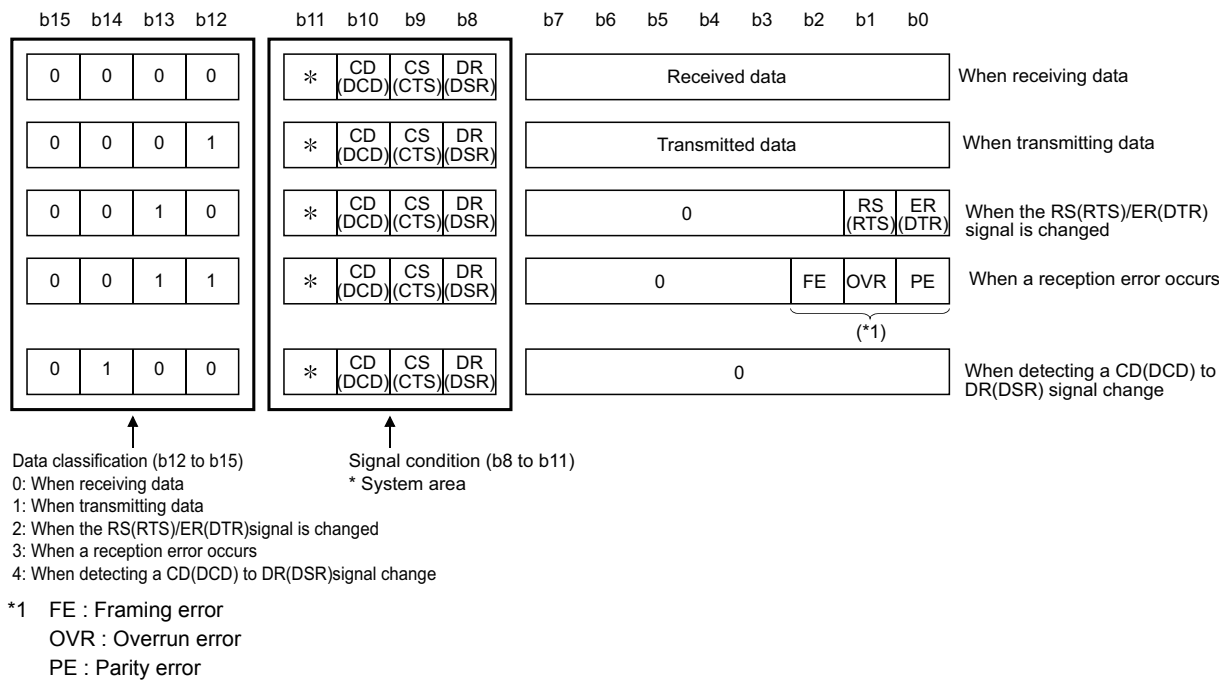 b15 b14 b13 b12 b11 b10 b9 b8 b7 b6 b5 b4 b3 b2 b1 b0
0 0 0 0 * CD (DCD) CS (CTS) DR (DSR) Received data When receiving data
0 0 0 1 * CD (DCD) CS (CTS) DR (DSR) Transmitted data When transmitting data
0 0 1 0 * CD (DCD) CS (CTS) DR (DSR) 0 RS (RTS) ER (DTR) When the RS(RTS)/ER(DTR)
signal is changed
0 0 1 1 * CD (DCD) CS (CTS) DR (DSR) 0 FE OVR PE When a reception error occurs
(*1)
0 1 0 0 * CD (DCD) CS (CTS) DR (DSR) 0 When detecting a CD(DCD) to
DR(DSR) signal change
Data classification (b12 to b15)
0: When receiving data
1: When transmitting data
2: When the RS(RTS)/ER(DTR)signal is changed
3: When a reception error occurs
4: When detecting a CD(DCD) to DR(DSR)signal change
Signal condition (b8 to b11)
* System area
*1 FE : Framing error
OVR : Overrun error
PE : Parity error